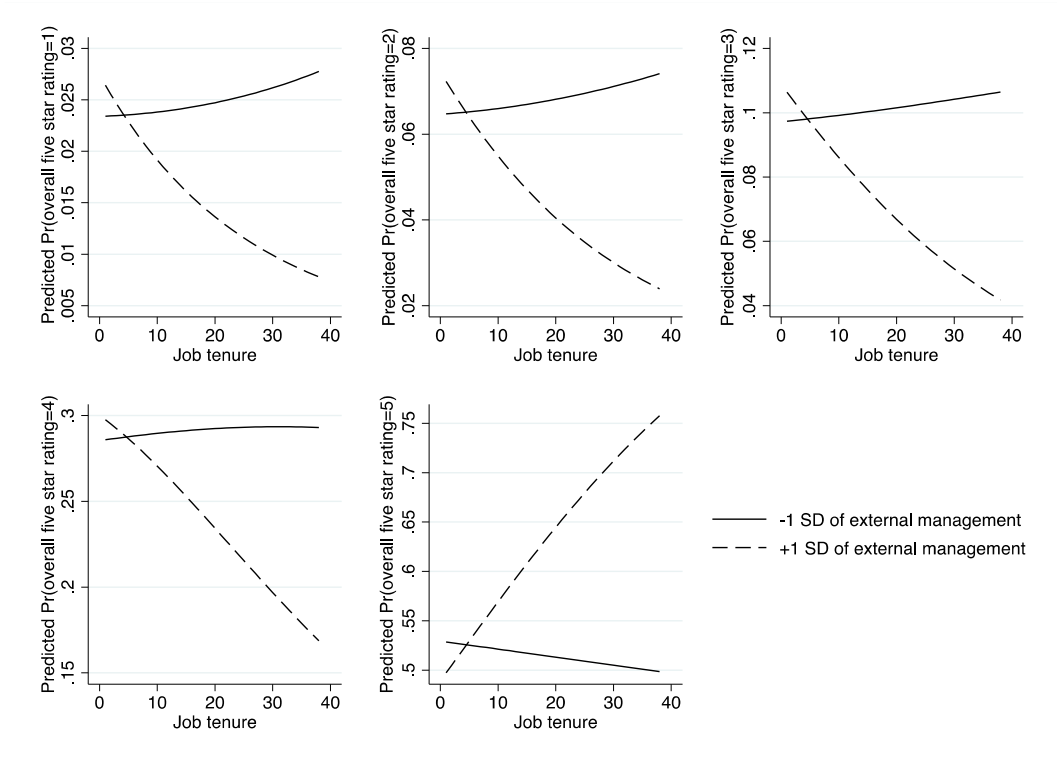 Predicted Pr(overall five star rating=1)
.03
.025
.02
.015
.01
.005
0 10 20 30 40
Job tenure
Predicted Pr(overall five star rating=2)
.08
.06
.04
.02
0 10 20 30 40
Job tenure
Predicted Pr(overall five star rating=3)
.12
.1
.08
.06
.04
0 10 20 30 40
Job tenure
Predicted Pr(overall five star rating=4)
.3
.25
.2
.15
0 10 20 30 40
Job tenure
Predicted Pr(overall five star rating=5)
.75
.7
.65
.6
.55
.5
0 10 20 30 40
Job tenure
-1 SD of external management
+1 SD of external management